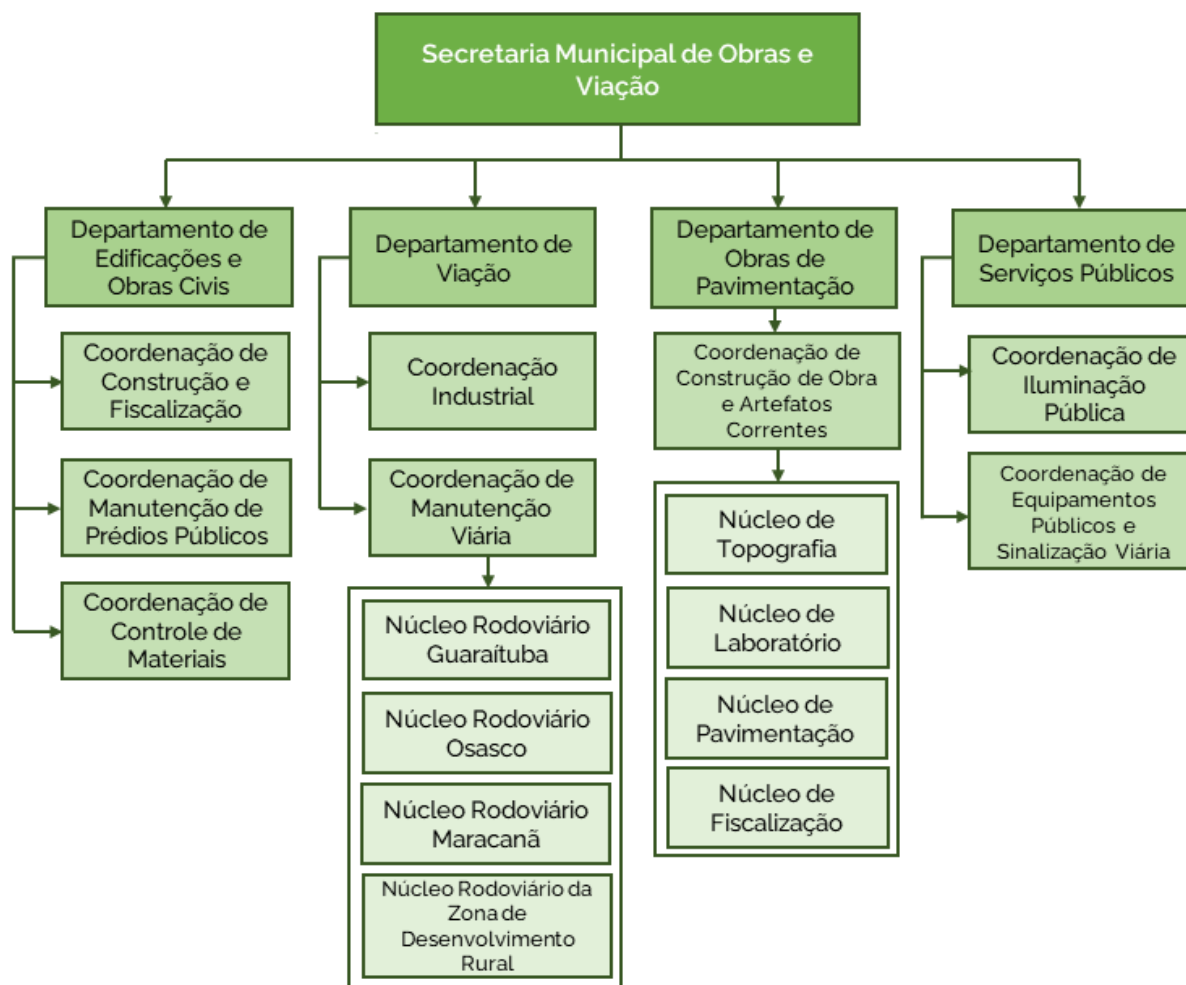 Secretaria Municipal de Obras e
Viação
Departamento de
Edificações e
Obras Civis
Coordenação de
Construção e
Fiscalização
Coordenação de
Manutenção de
Prédios Públicos
Coordenação de
Controle de
Materiais
Departamento de
Viação
Coordenação
Industrial
Coordenação de
Manutenção
Viária
Núcleo Rodoviário
Guaraítuba
Núcleo Rodoviário
Osasco
Núcleo Rodoviário
Maracanã
Núcleo Rodoviário da
Zona de
Desenvolvimento
Rural
Departamento de
Obras de
Pavimentação
Coordenação de
Construção de Obra
e Artefatos
Correntes
Núcleo de
Topografia
Núcleo de
Laboratório
Núcleo de
Pavimentação
Núcleo de
Fiscalização
Departamento de
Serviços Públicos
Coordenação de
Iluminação
Pública
Coordenação de
Equipamentos
Públicos e
Sinalização Viária